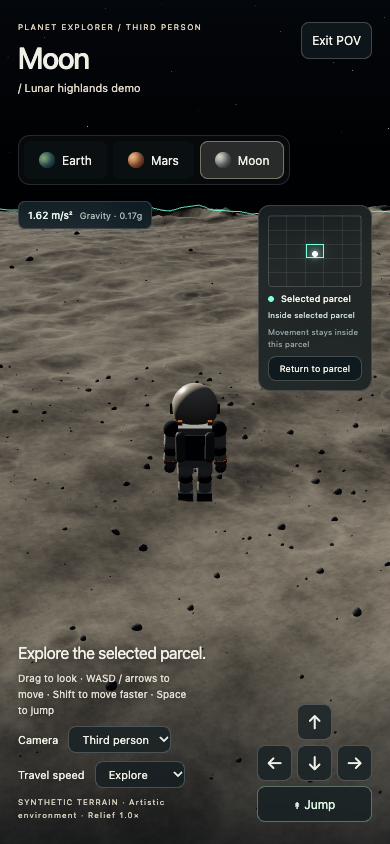 PLANET EXPLORER / THIRD PERSON
Exit POV
Moon
/ Lunar highlands demo
Earth
Mars
Moon
1.62 m/s² Gravity · 0.17g
Selected parcel
Inside selected parcel
Movement stays inside
this parcel
Return to parcel
Explore the selected parcel.
Drag to look · WASD / arrows to
move · Shift to move faster · Space
to jump
Camera Third person
Travel speed Explore
SYNTHETIC TERRAIN · Artistic
environment · Relief 1.0×
↑
← ↓ →
↟ Jump